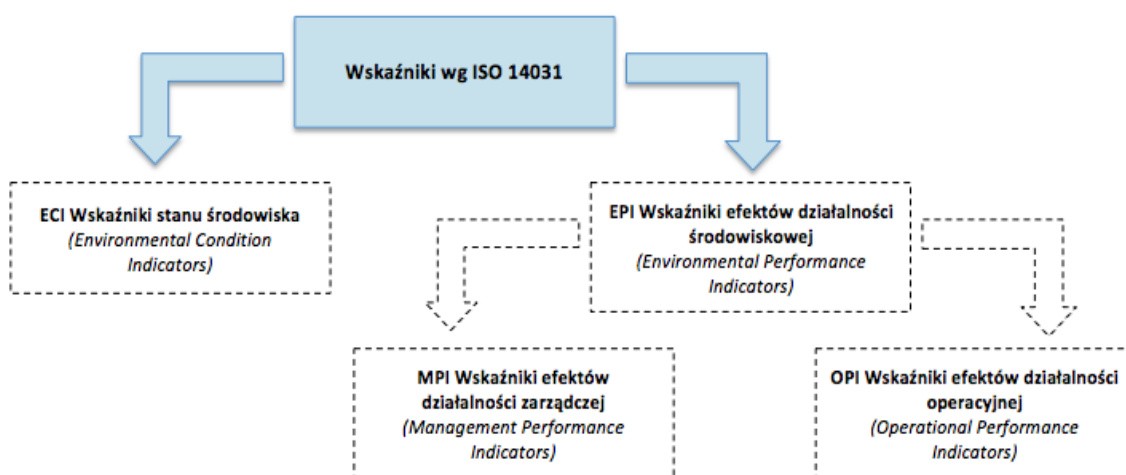 Wskaźniki wg ISO 14031
ECI Wskaźniki stanu środowiska
(Environmental Condition
Indicators)
EPI Wskaźniki efektów działalności
środowiskowej
(Environmental Performance
Indicators)
MPI Wskaźniki efektów
działalności zarządczej
(Management Performance
Indicators)
OPI Wskaźniki efektów działalności
operacyjnej
(Operational Performance
Indicators)